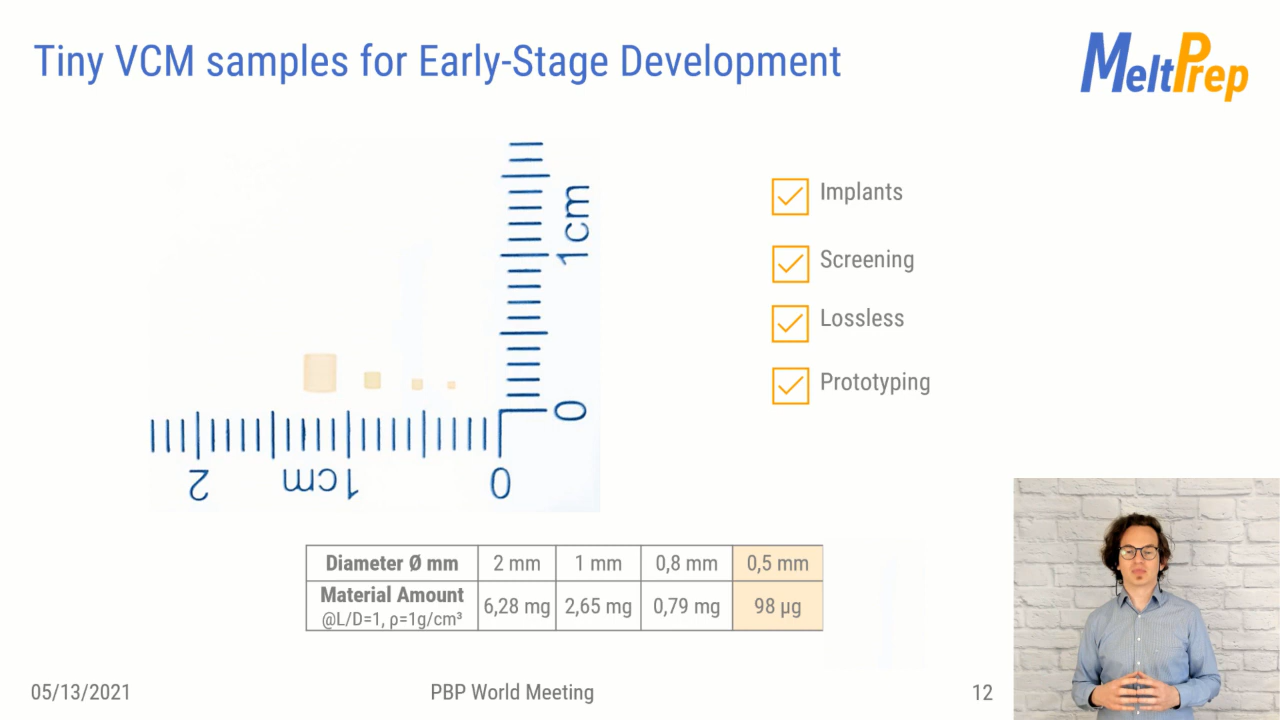 Tiny VCM samples for Early-Stage Development
MeltPrep
1cm
0
2
1cm
0
Implants
Screening
Lossless
Prototyping
Diameter Ø mm 2 mm 1 mm 0,8 mm 0,5 mm
Material Amount
@L/D=1, ρ=1g/cm³ 6,28 mg 2,65 mg 0,79 mg 98 µg
05/13/2021
PBP World Meeting
12